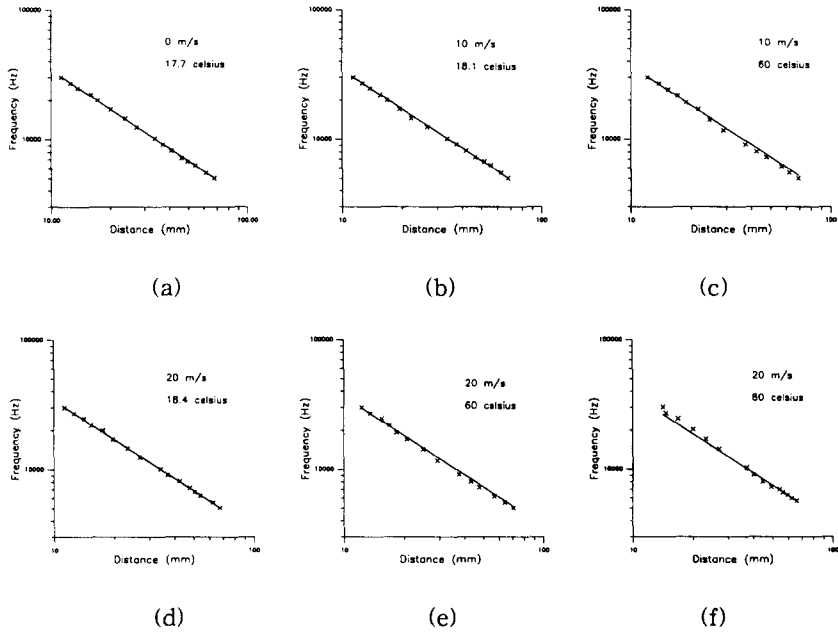 100000
10000
Frequency (Hz)
0 m/s
17.7 celsius
10.00
100.00
Distance (mm)
(a)
100000
10000
Frequency (Hz)
10 m/s
18.1 celsius
10
100
Distance (mm)
(b)
100000
10000
Frequency (Hz)
10 m/s
60 celsius
10
100
Distance (mm)
(c)
100000
10000
Frequency (Hz)
20 m/s
18.4 celsius
10
100
Distance (mm)
(d)
100000
10000
Frequency (Hz)
20 m/s
60 celsius
10
100
Distance (mm)
(e)
100000
10000
Frequency (Hz)
20 m/s
80 celsius
10
100
Distance (mm)
(f)